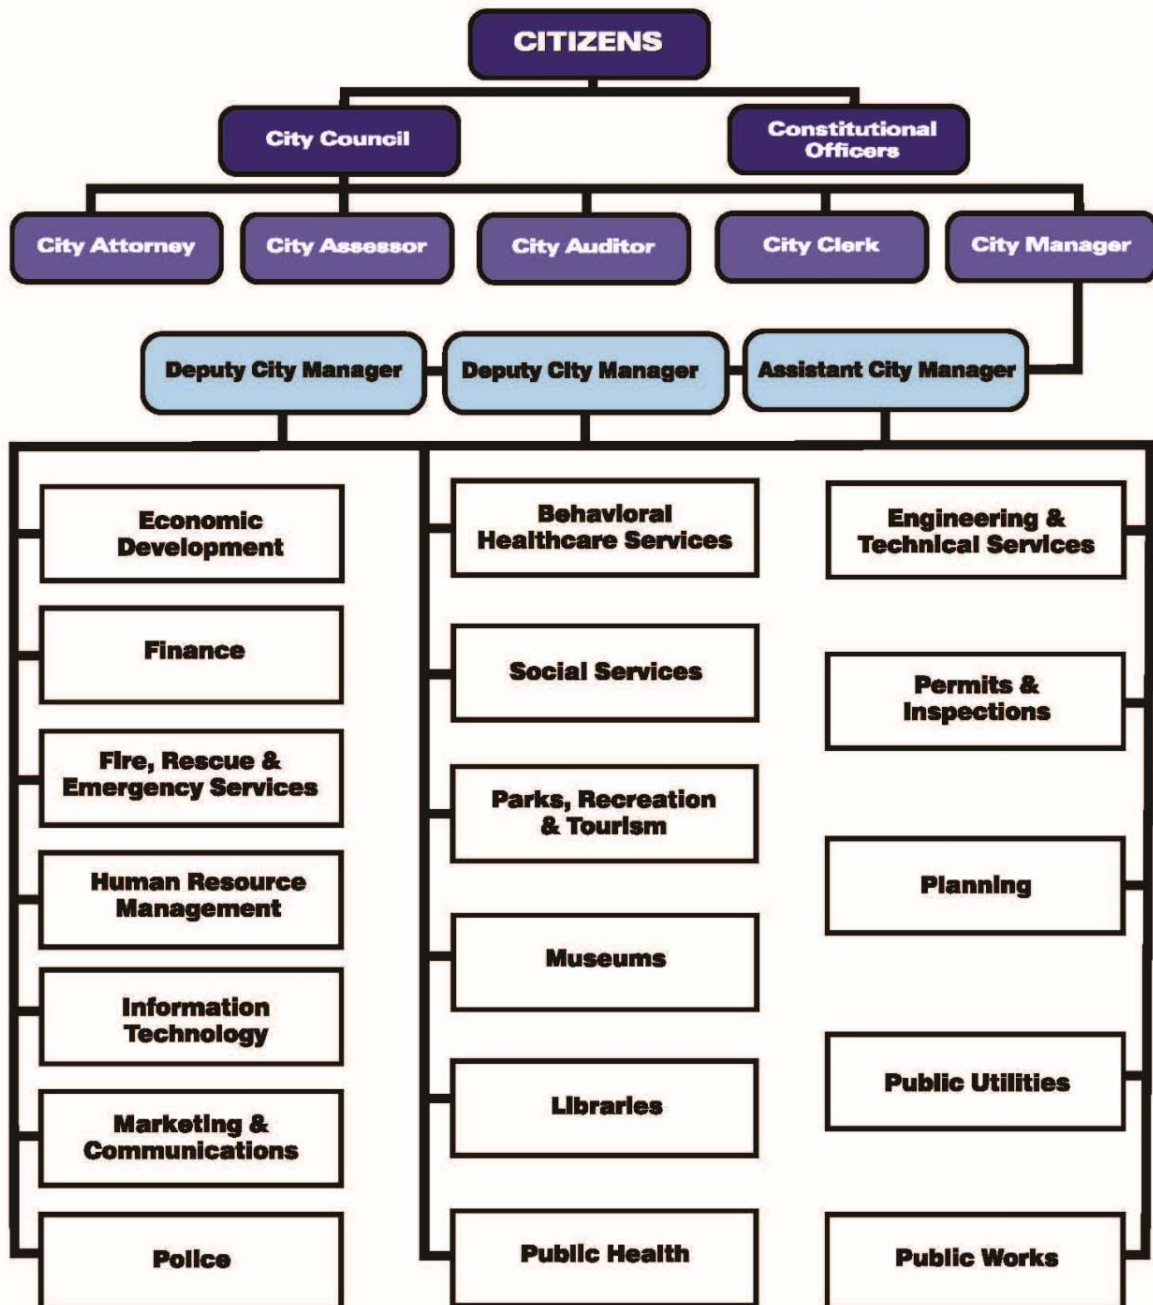 CITIZENS
City Council
Constitutional
Officers
City Attorney
City Assessor
City Auditor
City Clerk
City Manager
Deputy City Manager
Deputy City Manager
Assistant City Manager
Economic
Development
Finance
Fire, Rescue &
Emergency Services
Human Resource
Management
Information
Technology
Marketing &
Communications
Police
Behavioral
Healthcare Services
Social Services
Parks, Recreation
& Tourism
Museums
Libraries
Public Health
Engineering &
Technical Services
Permits &
Inspections
Planning
Public Utilities
Public Works